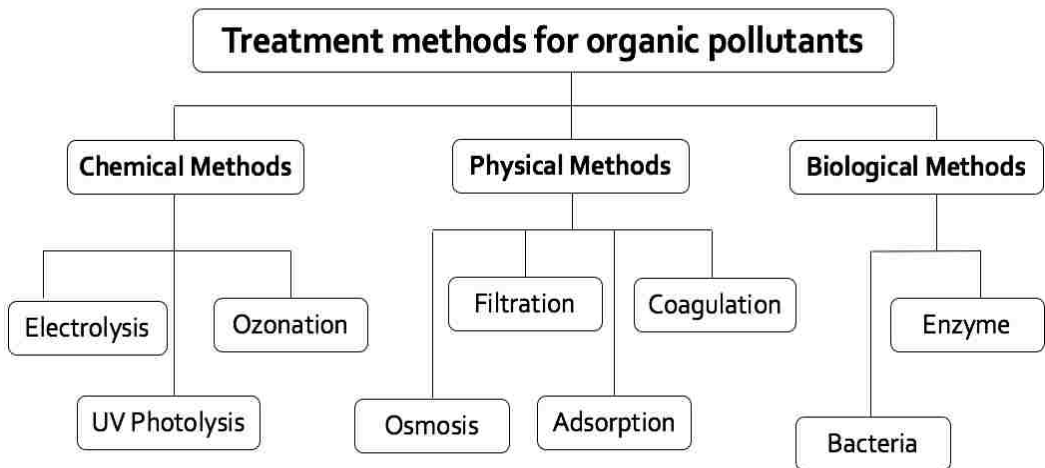 Treatment methods for organic pollutants
Chemical Methods
Physical Methods
Biological Methods
Electrolysis
Ozonation
UV Photolysis
Filtration
Coagulation
Osmosis
Adsorption
Enzyme
Bacteria